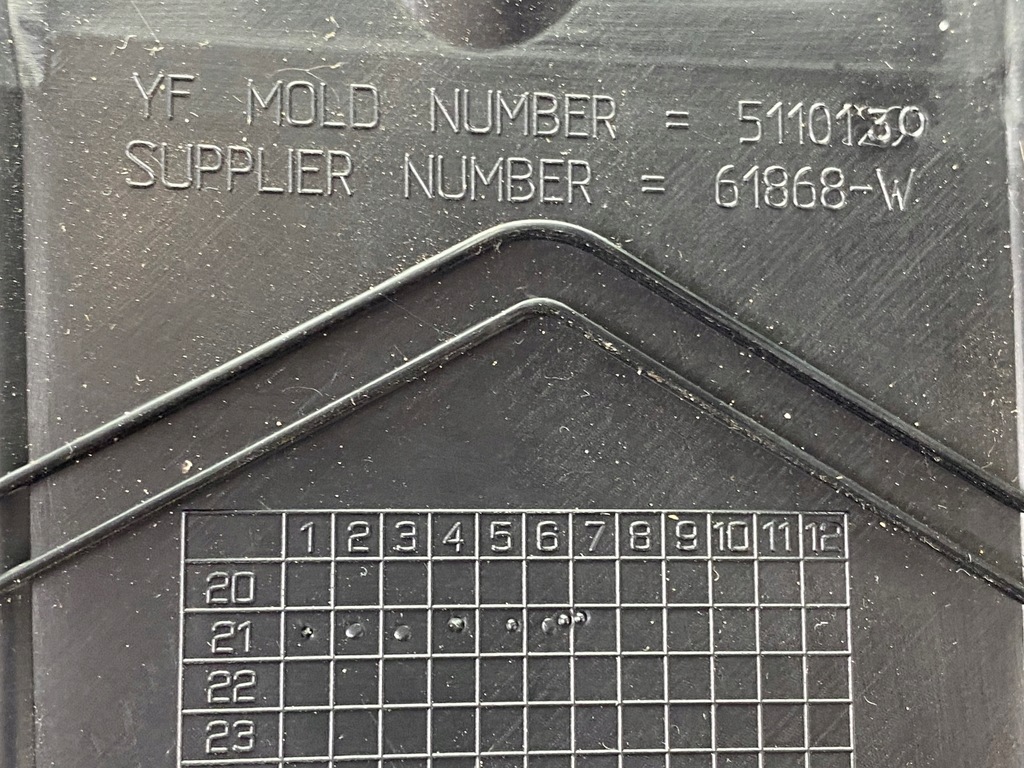 YF MOLD NUMBER =
SUPPLIER NUMBER = 61868-W
1 2 3 4 5 6 7 8 9 10 11 12
20
21
22
23